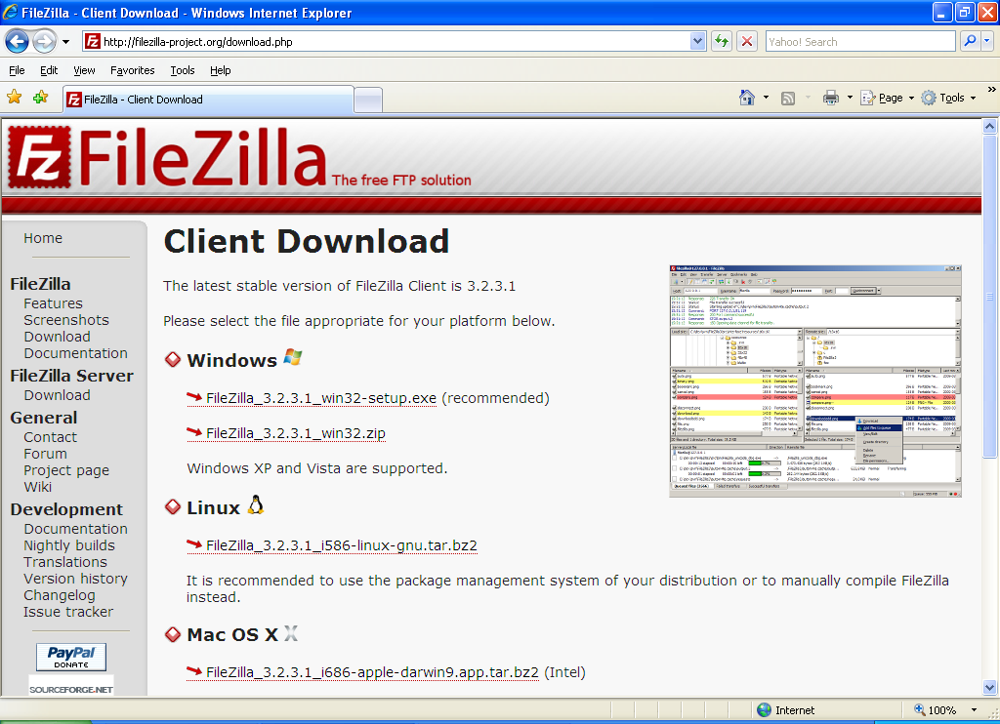 FileZilla - Client Download - Windows Internet Explorer
http://filezilla-project.org/download.php
Yahoo! Search
File Edit View Favorites Tools Help
FileZilla - Client Download
Page Tools
FileZilla The free FTP solution
Home
FileZilla
Features
Screenshots
Download
Documentation
FileZilla Server
Download
General
Contact
Forum
Project page
Wiki
Development
Documentation
Nightly builds
Translations
Version history
Changelog
Issue tracker
PayPal
DONATE
SOURCEFORGE.NET
Client Download
The latest stable version of FileZilla Client is 3.2.3.1
Please select the file appropriate for your platform below.
Windows
FileZilla_3.2.3.1_win32-setup.exe (recommended)
FileZilla_3.2.3.1_win32.zip
Windows XP and Vista are supported.
Linux
FileZilla_3.2.3.1_i586-linux-gnu.tar.bz2
It is recommended to use the package management system of your distribution or to manually compile FileZilla
instead.
Mac OS X
FileZilla_3.2.3.1_i686-apple-darwin9.app.tar.bz2 (Intel)
Internet
100%